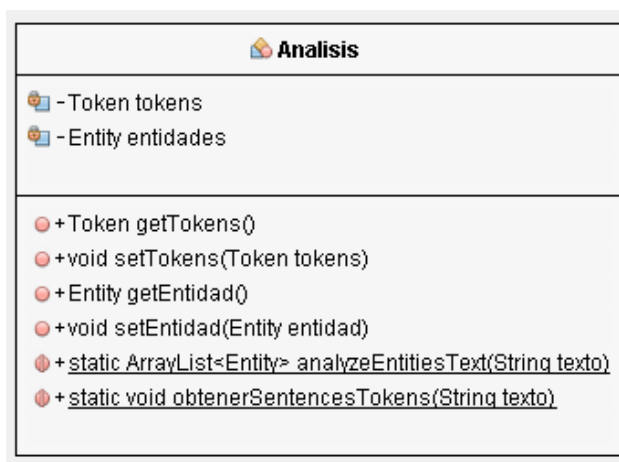 Analisis
-Token tokens
-Entity entidades
+Token getTokens()
+void setTokens(Token tokens)
+Entity getEntidad()
+void setEntidad(Entity entidad)
+static ArrayList<Entity> analyzeEntitiesText(String texto)
+static void obtenerSentencesTokens(String texto)